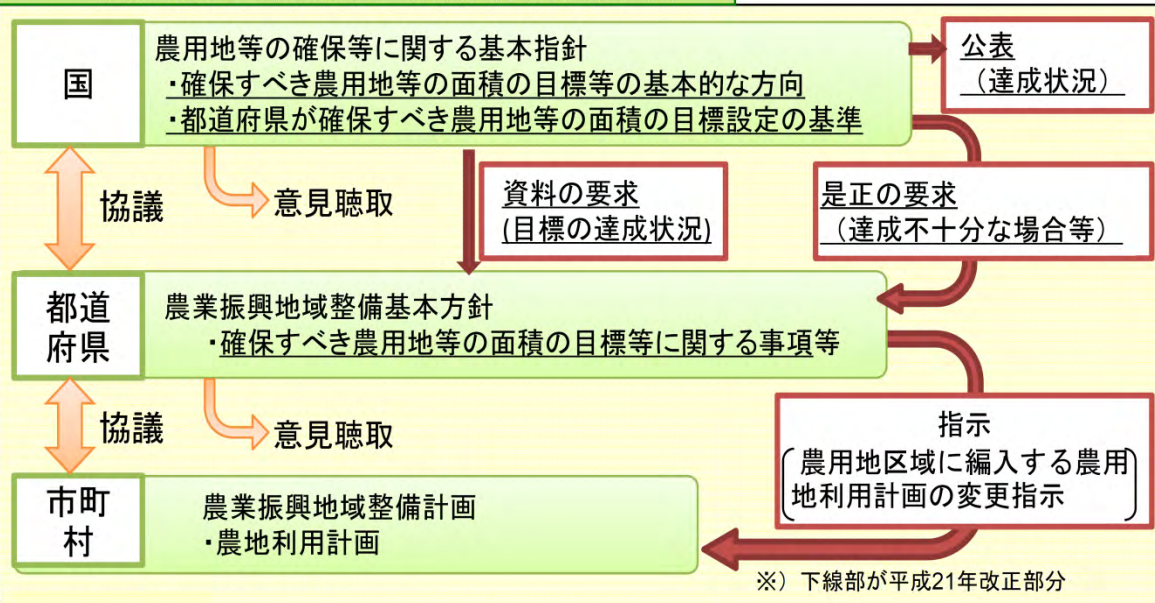 国
農用地等の確保等に関する基本指針
・確保すべき農用地等の面積の目標等の基本的な方向
・都道府県が確保すべき農用地等の面積の目標設定の基準
公表
（達成状況）
協議
意見聴取
資料の要求
(目標の達成状況)
是正の要求
（達成不十分な場合等）
都道
府県
農業振興地域整備基本方針
・確保すべき農用地等の面積の目標等に関する事項等
協議
意見聴取
指示
農用地区域に編入する農用
地利用計画の変更指示
市町
村
農業振興地域整備計画
・農地利用計画
※）下線部が平成21年改正部分